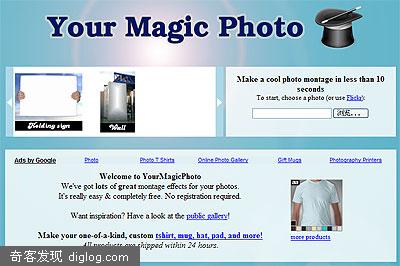 Your Magic Photo
Make a cool photo montage in less than 10
seconds
To start, choose a photo (or use Flickr):
浏览...
Holding sign
Wall
Ads by Google
Photo
Photo T Shirts
Online Photo Gallery
Gift Mugs
Photography Printers
Welcome to YourMagicPhoto
We've got lots of great montage effects for your photos.
It's really easy & completely free. No registration required.
Want inspiration? Have a look at the public gallery!
Make your one-of-a-kind, custom tshirt, mug, hat, pad, and more!
All products are shipped within 24 hours.
more products
奇客发现 diglog.com